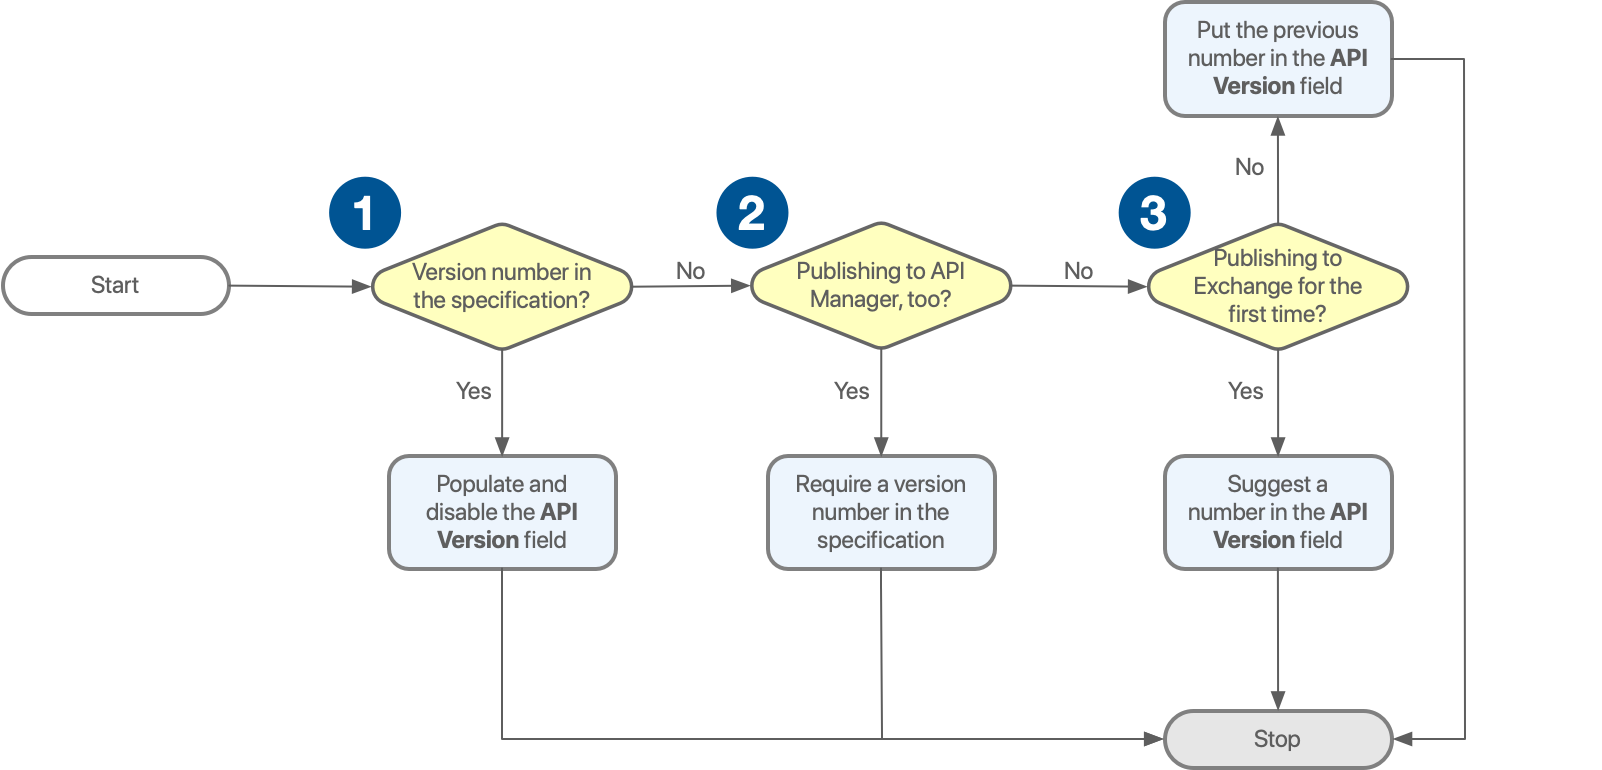 Put the previous
number in the API
Version field
No
1
2
3
Start
Version number in
the specification?
No
Publishing to API
Manager, too?
No
Publishing to
Exchange for the
first time?
Yes
Yes
Yes
Populate and
disable the API
Version field
Require a version
number in the
specification
Suggest a
number in the API
Version field
Stop